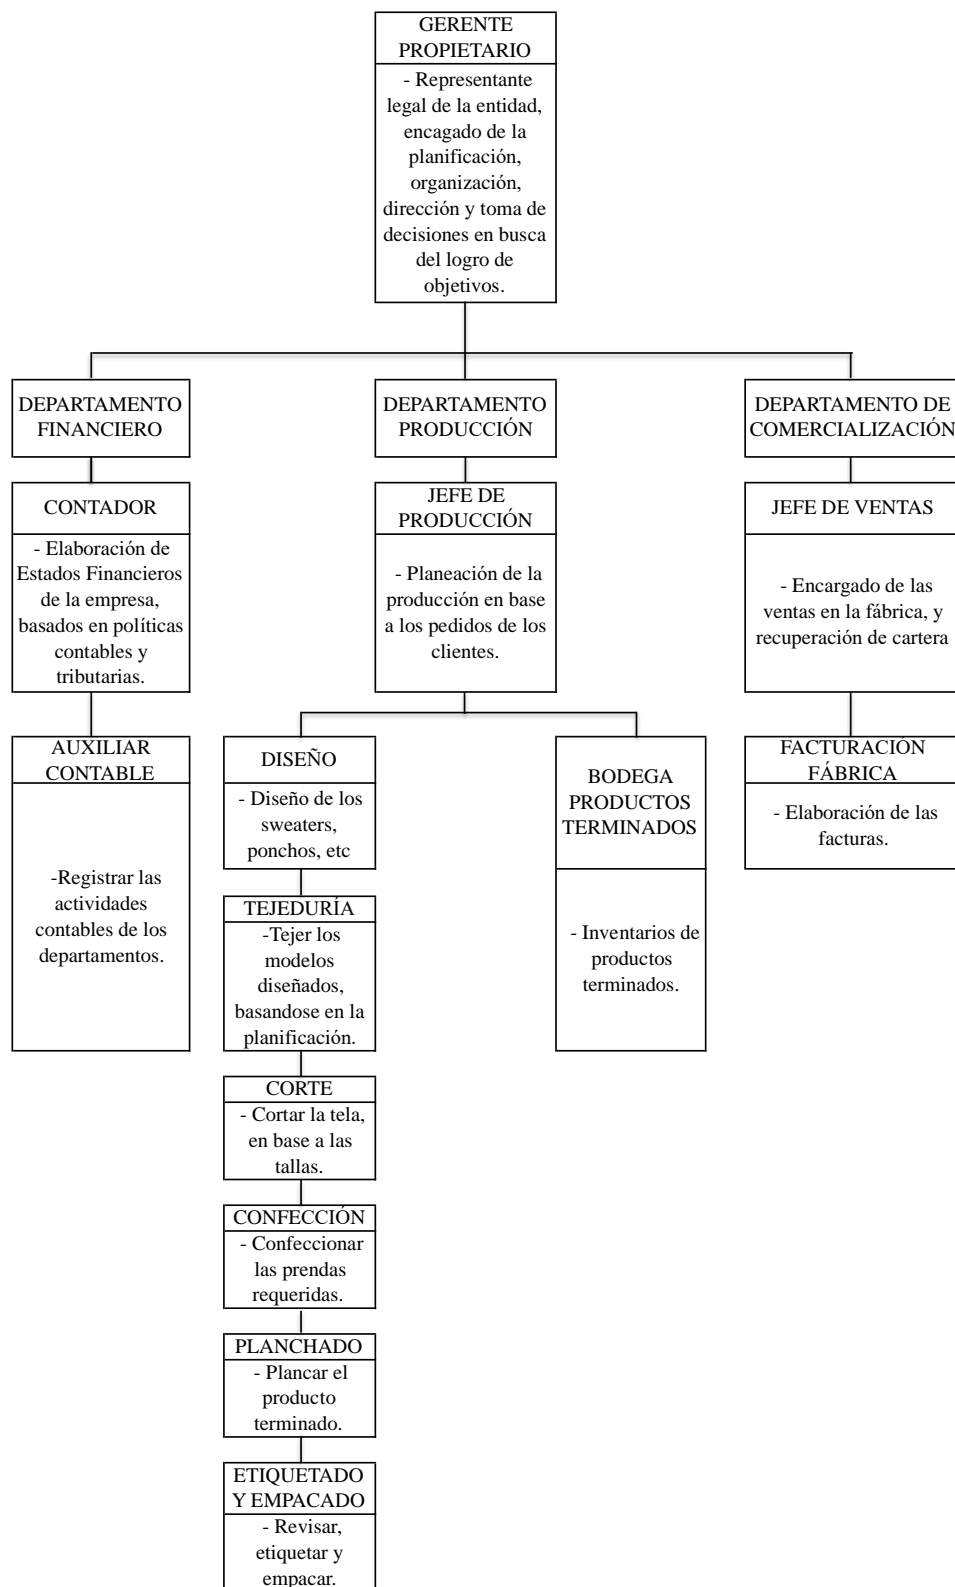 GERENTE
PROPIETARIO
- Representante
legal de la entidad,
encagado de la
planificación,
organización,
dirección y toma de
decisiones en busca
del logro de
objetivos.
DEPARTAMENTO
FINANCIERO
DEPARTAMENTO
PRODUCCIÓN
DEPARTAMENTO DE
COMERCIALIZACIÓN
CONTADOR
- Elaboración de
Estados Financieros
de la empresa,
basados en políticas
contables y
tributarias.
JEFE DE
PRODUCCIÓN
- Planeación de la
producción en base
a los pedidos de los
clientes.
JEFE DE VENTAS
- Encargado de las
ventas en la fábrica, y
recuperación de cartera
AUXILIAR
CONTABLE
-Registrar las
actividades
contables de los
departamentos.
DISEÑO
- Diseño de los
sweaters,
ponchos, etc
BODEGA
PRODUCTOS
TERMINADOS
- Inventarios de
productos
terminados.
FACTURACIÓN
FÁBRICA
- Elaboración de las
facturas.
TEJEDURÍA
-Tejer los
modelos
diseñados,
basandose en la
planificación.
CORTE
- Cortar la tela,
en base a las
tallas.
CONFECCIÓN
- Confeccionar
las prendas
requeridas.
PLANCHADO
- Plancar el
producto
terminado.
ETIQUETADO
Y EMPACADO
- Revisar,
etiquetar y
empacar.